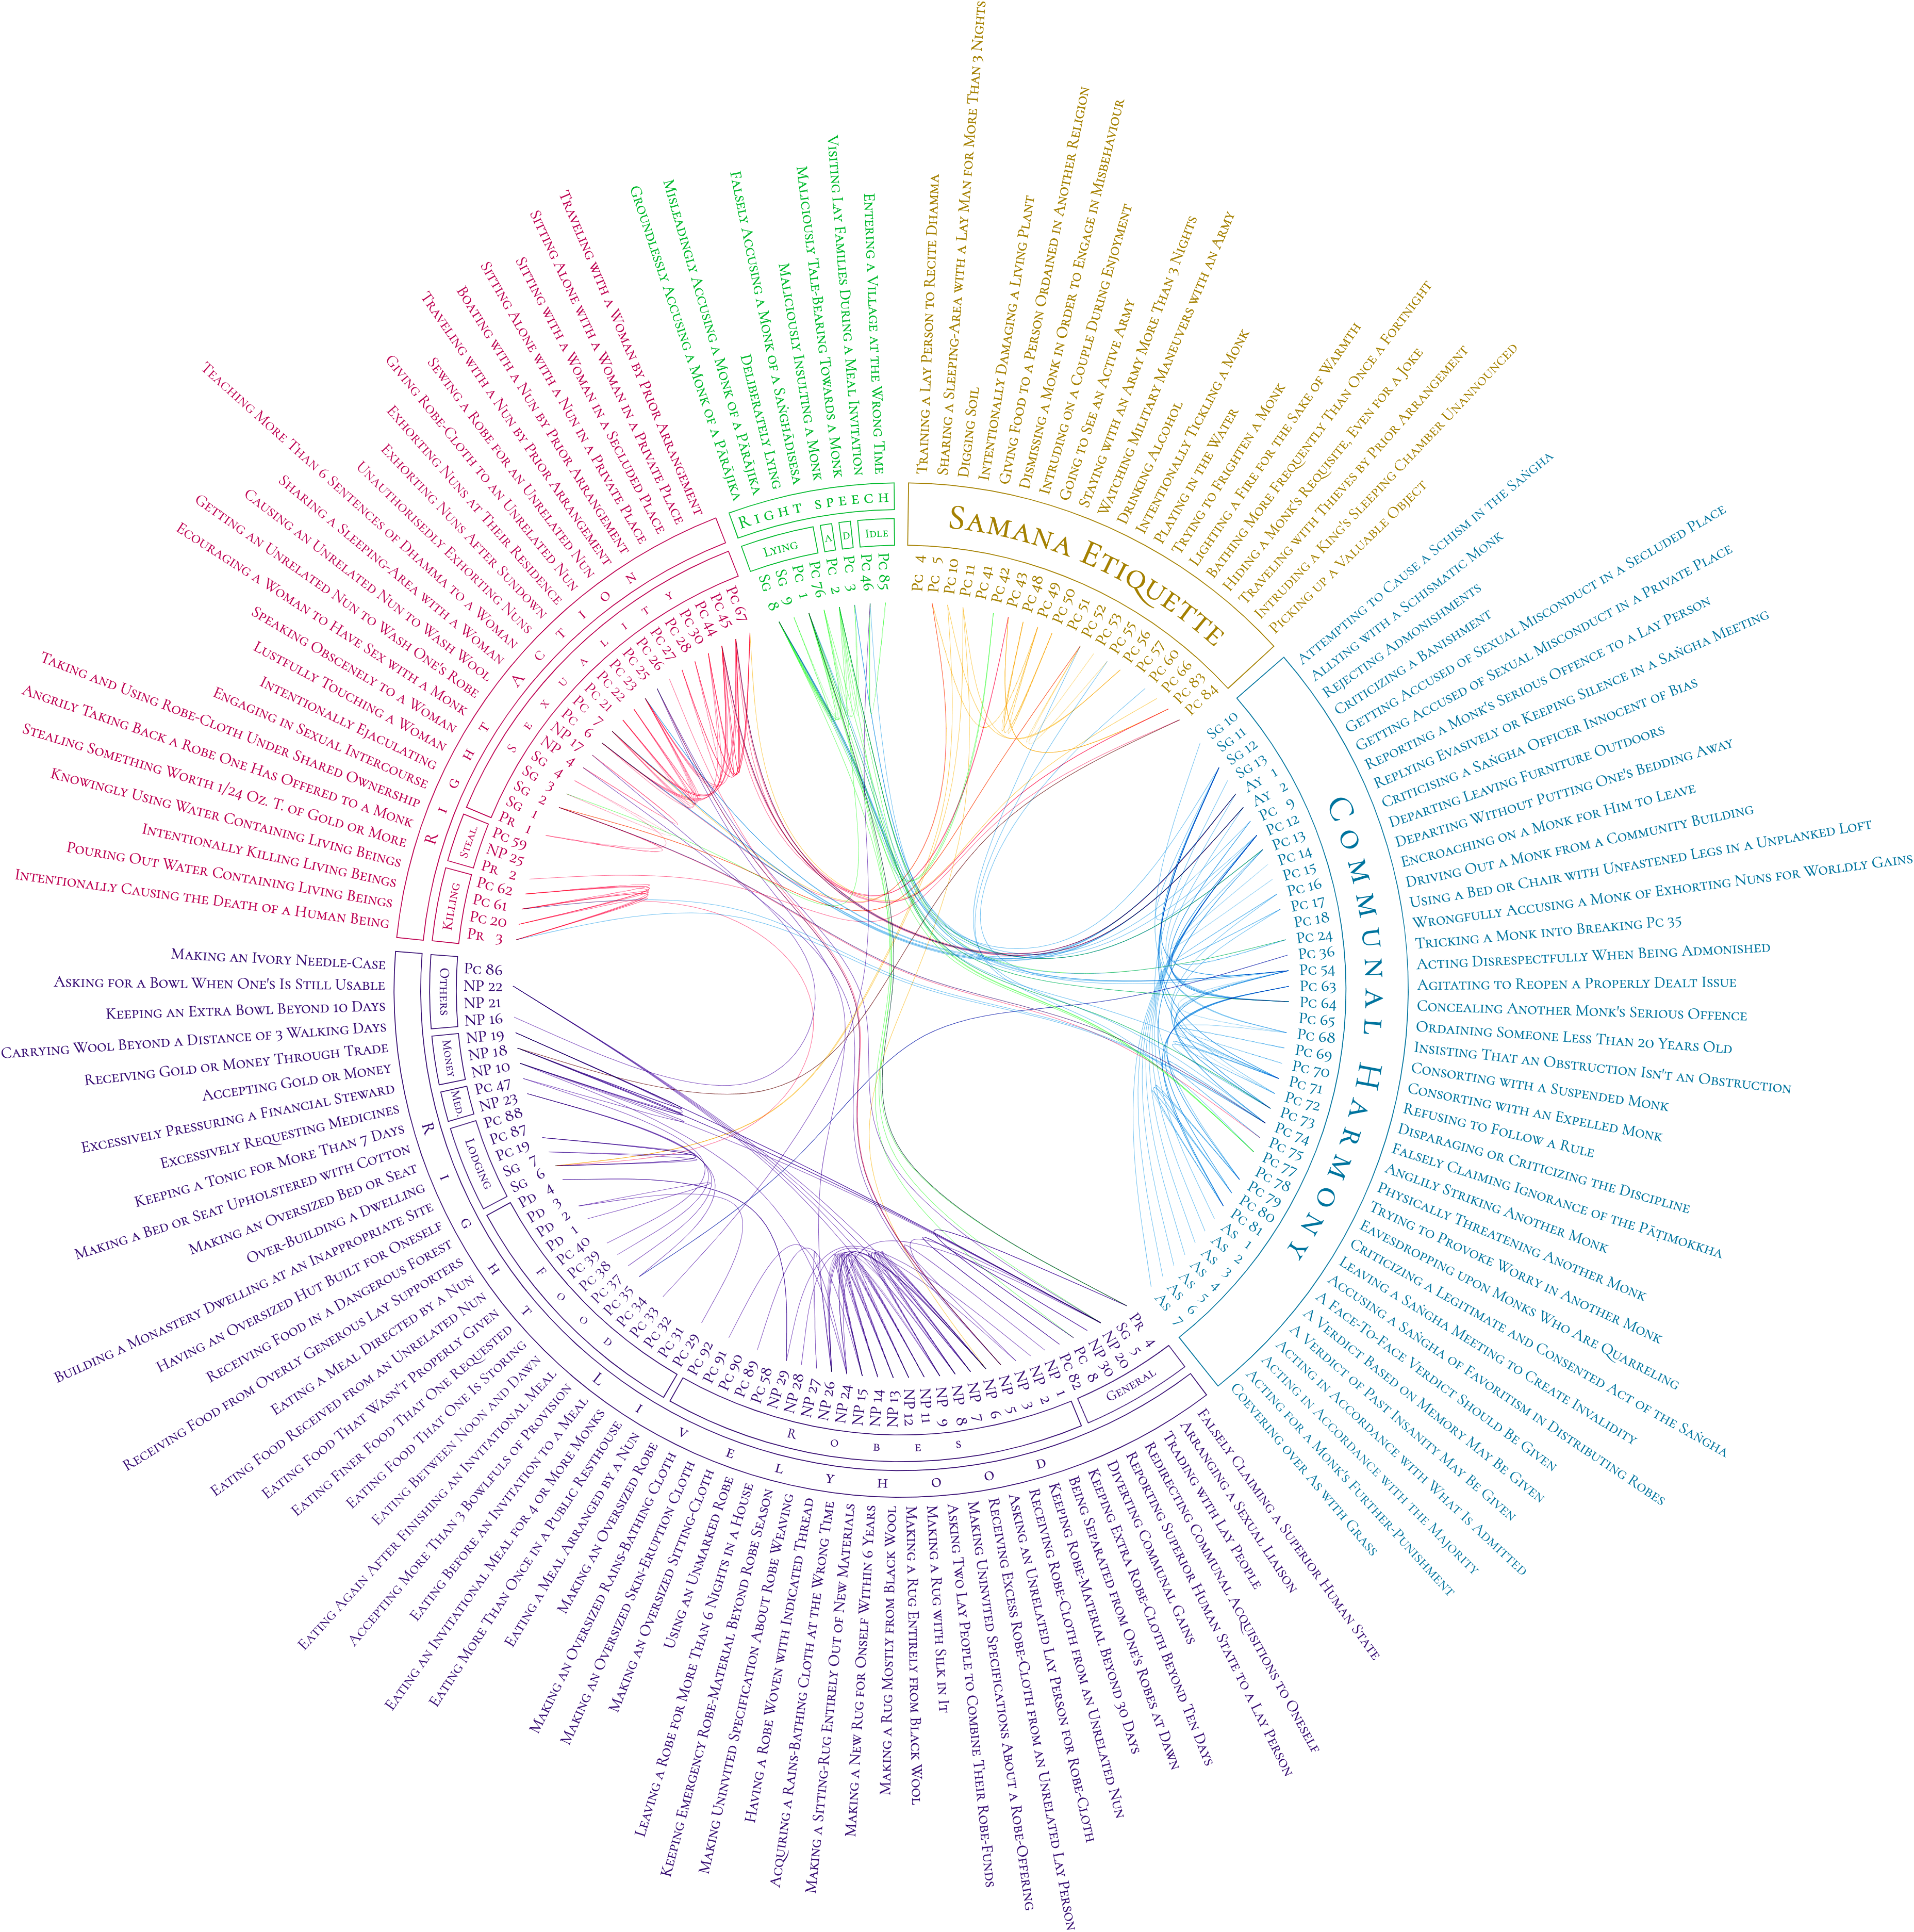 Right Speech
Lying
A
D
Idle
SG 8
SG 9
Pc 1
Pc 76
Pc 2
Pc 3
Pc 46
Pc 85
Groundlessly Accusing a Monk of a Pārājika
Misleadingly Accusing a Monk of a Pārājika
Deliberately Lying
Falsely Accusing a Monk of a Saṅghādisesa
Maliciously Insulting a Monk
Maliciously Tale-Bearing Towards a Monk
Visiting Lay Families During a Meal Invitation
Entering a Village at the Wrong Time
Samana Etiquette
Pc 4
Pc 5
Pc 10
Pc 11
Pc 41
Pc 42
Pc 43
Pc 48
Pc 49
Pc 50
Pc 51
Pc 52
Pc 53
Pc 55
Pc 56
Pc 57
Pc 60
Pc 66
Pc 83
Pc 84
Training a Lay Person to Recite Dhamma
Sharing a Sleeping-Area with a Lay Man for More Than 3 Nights
Digging Soil
Intentionally Damaging a Living Plant
Giving Food to a Person Ordained in Another Religion
Dismissing a Monk in Order to Engage in Misbehaviour
Intruding on a Couple During Enjoyment
Going to See an Active Army
Staying with an Army More Than 3 Nights
Watching Military Maneuvers with an Army
Drinking Alcohol
Intentionally Tickling a Monk
Playing in the Water
Trying to Frighten a Monk
Lighting a Fire for the Sake of Warmth
Bathing More Frequently Than Once a Fortnight
Hiding a Monk's Requisite, Even for a Joke
Traveling with Thieves by Prior Arrangement
Intruding a King's Sleeping Chamber Unannounced
Picking up a Valuable Object
Communal Harmony
SG 10
SG 11
SG 12
SG 13
Ay 1
Ay 2
Pc 9
Pc 12
Pc 13
Pc 14
Pc 15
Pc 16
Pc 17
Pc 18
Pc 24
Pc 36
Pc 54
Pc 63
Pc 64
Pc 65
Pc 68
Pc 69
Pc 70
Pc 71
Pc 72
Pc 73
Pc 74
Pc 75
Pc 77
Pc 78
Pc 79
Pc 80
Pc 81
As 1
As 2
As 3
As 4
As 5
As 6
As 7
Attempting to Cause a Schism in the Saṅgha
Allying with a Schismatic Monk
Rejecting Admonishments
Criticizing a Banishment
Getting Accused of Sexual Misconduct in a Secluded Place
Getting Accused of Sexual Misconduct in a Private Place
Reporting a Monk's Serious Offence to a Lay Person
Replying Evasively or Keeping Silence in a Saṅgha Meeting
Criticising a Saṅgha Officer Innocent of Bias
Departing Leaving Furniture Outdoors
Departing Without Putting One's Bedding Away
Encroaching on a Monk for Him to Leave
Driving Out a Monk from a Community Building
Using a Bed or Chair with Unfastened Legs in a Unplanked Loft
Wrongfully Accusing a Monk of Exhorting Nuns for Worldly Gains
Tricking a Monk into Breaking Pc 35
Acting Disrespectfully When Being Admonished
Agitating to Reopen a Properly Dealt Issue
Concealing Another Monk's Serious Offence
Ordaining Someone Less Than 20 Years Old
Insisting That an Obstruction Isn't an Obstruction
Consorting with a Suspended Monk
Consorting with an Expelled Monk
Refusing to Follow a Rule
Disparaging or Criticizing the Discipline
Falsely Claiming Ignorance of the Pāṭimokkha
Anglily Striking Another Monk
Physically Threatening Another Monk
Trying to Provoke Worry in Another Monk
Eavesdropping upon Monks Who Are Quarreling
Criticizing a Legitimate and Consented Act of the Saṅgha
Leaving a Saṅgha Meeting to Create Invalidity
Accusing a Saṅgha of Favoritism in Distributing Robes
A Face-To-Face Verdict Should Be Given
A Verdict Based on Memory May Be Given
A Verdict of Past Insanity May Be Given
Acting in Accordance with What Is Admitted
Acting in Accordance with the Majority
Acting for a Monk's Further-Punishment
Coevering over As with Grass
Right Livelyhood
General
Pr 4
SG 5
NP 20
NP 30
Pc 8
Pc 82
Falsely Claiming a Superior Human State
Arranging a Sexual Liaison
Trading with Lay People
Redirecting Communal Acquisitions to Oneself
Reporting Superior Human State to a Lay Person
Diverting Communal Gains
Robes
NP 1
NP 2
NP 3
NP 5
NP 6
NP 7
NP 8
NP 9
NP 11
NP 12
NP 13
NP 14
NP 15
NP 24
NP 26
NP 27
NP 28
NP 29
Pc 58
Pc 89
Pc 90
Pc 91
Pc 92
Keeping Extra Robe-Cloth Beyond Ten Days
Being Separated from One's Robes at Dawn
Keeping Robe-Material Beyond 30 Days
Receiving Robe-Cloth from an Unrelated Nun
Asking an Unrelated Lay Person for Robe-Cloth
Receiving Excess Robe-Cloth from an Unrelated Lay Person
Making Uninvited Specifications About a Robe-Offering
Asking Two Lay People to Combine Their Robe-Funds
Making a Rug with Silk in It
Making a Rug Entirely from Black Wool
Making a Rug Mostly from Black Wool
Making a New Rug for Onself Within 6 Years
Making a Sitting-Rug Entirely Out of New Materials
Acquiring a Rains-Bathing Cloth at the Wrong Time
Having a Robe Woven with Indicated Thread
Making Uninvited Specification About Robe Weaving
Keeping Emergency Robe-Material Beyond Robe Season
Leaving a Robe for More Than 6 Nights in a House
Using an Unmarked Robe
Making an Oversized Sitting-Cloth
Making an Oversized Skin-Eruption Cloth
Making an Oversized Rains-Bathing Cloth
Making an Oversized Robe
Food
Pc 29
Pc 31
Pc 32
Pc 33
Pc 34
Pc 35
Pc 37
Pc 38
Pc 39
Pc 40
PD 1
PD 2
PD 3
PD 4
Eating a Meal Arranged by a Nun
Eating More Than Once in a Public Resthouse
Eating an Invitational Meal for 4 or More Monks
Eating Before an Invitation to a Meal
Accepting More Than 3 Bowlfuls of Provision
Eating Again After Finishing an Invitational Meal
Eating Between Noon and Dawn
Eating Food That One Is Storing
Eating Finer Food That One Requested
Eating Food That Wasn't Properly Given
Eating Food Received from an Unrelated Nun
Eating a Meal Directed by a Nun
Receiving Food from Overly Generous Lay Supporters
Receiving Food in a Dangerous Forest
Lodging
SG 6
SG 7
Pc 19
Pc 87
Pc 88
Having an Oversized Hut Built for Oneself
Building a Monastery Dwelling at an Inappropriate Site
Over-Building a Dwelling
Making an Oversized Bed or Seat
Making a Bed or Seat Upholstered with Cotton
Med.
NP 23
Pc 47
Keeping a Tonic for More Than 7 Days
Excessively Requesting Medicines
Money
NP 10
NP 18
NP 19
Excessively Pressuring a Financial Steward
Accepting Gold or Money
Receiving Gold or Money Through Trade
Others
NP 16
NP 21
NP 22
Pc 86
Carrying Wool Beyond a Distance of 3 Walking Days
Keeping an Extra Bowl Beyond 10 Days
Asking for a Bowl When One's Is Still Usable
Making an Ivory Needle-Case
Right Action
Killing
Pr 3
Pc 20
Pc 61
Pc 62
Intentionally Causing the Death of a Human Being
Pouring Out Water Containing Living Beings
Intentionally Killing Living Beings
Knowingly Using Water Containing Living Beings
Steal
Pr 2
NP 25
Pc 59
Stealing Something Worth 1/24 Oz. T. of Gold or More
Angrily Taking Back a Robe One Has Offered to a Monk
Taking and Using Robe-Cloth Under Shared Ownership
Sexuality
Pr 1
SG 1
SG 2
SG 3
SG 4
NP 4
NP 17
Pc 6
Pc 7
Pc 21
Pc 22
Pc 23
Pc 25
Pc 26
Pc 27
Pc 28
Pc 30
Pc 44
Pc 45
Pc 67
Engaging in Sexual Intercourse
Intentionally Ejaculating
Lustfully Touching a Woman
Speaking Obscenely to a Woman
Ecouraging a Woman to Have Sex with a Monk
Getting an Unrelated Nun to Wash One's Robe
Causing an Unrelated Nun to Wash Wool
Sharing a Sleeping-Area with a Woman
Teaching More Than 6 Sentences of Dhamma to a Woman
Unauthorisedly Exhorting Nuns
Exhorting Nuns After Sundown
Exhorting Nuns at Their Residence
Giving Robe-Cloth to an Unrelated Nun
Sewing a Robe for an Unrelated Nun
Traveling with a Nun by Prior Arrangement
Boating with a Nun by Prior Arrangement
Sitting Alone with a Nun in a Private Place
Sitting with a Woman in a Secluded Place
Sitting Alone with a Woman in a Private Place
Traveling with a Woman by Prior Arrangement